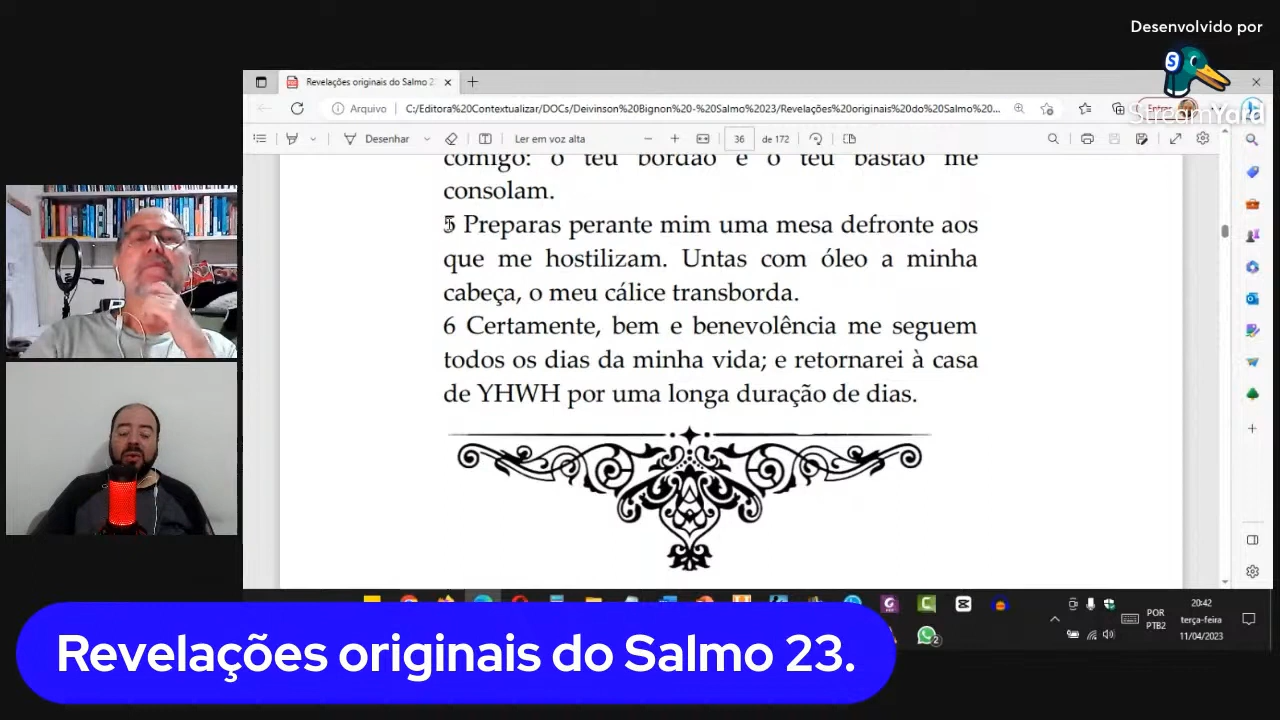 Desenvolvido por
StreamYard
Revelações originais do Salmo 2
Arquivo
C:/Editora%20Contextualizar/DOCs/Deivinson%20Bignon%20-%20Salmo%2023/Revelações%20originais%20do%20Salmo%20...
Entrar
Desenhar
Ler em voz alta
36
de 172
comigo: o teu bordão e o teu bastão me
consolam.
5 Preparas perante mim uma mesa defronte aos
que me hostilizam. Untas com óleo a minha
cabeça, o meu cálice transborda.
6 Certamente, bem e benevolência me seguem
todos os dias da minha vida; e retornarei à casa
de YHWH por uma longa duração de dias.
POR
PTB2
20:42
terça-feira
11/04/2023
2
Revelações originais do Salmo 23.